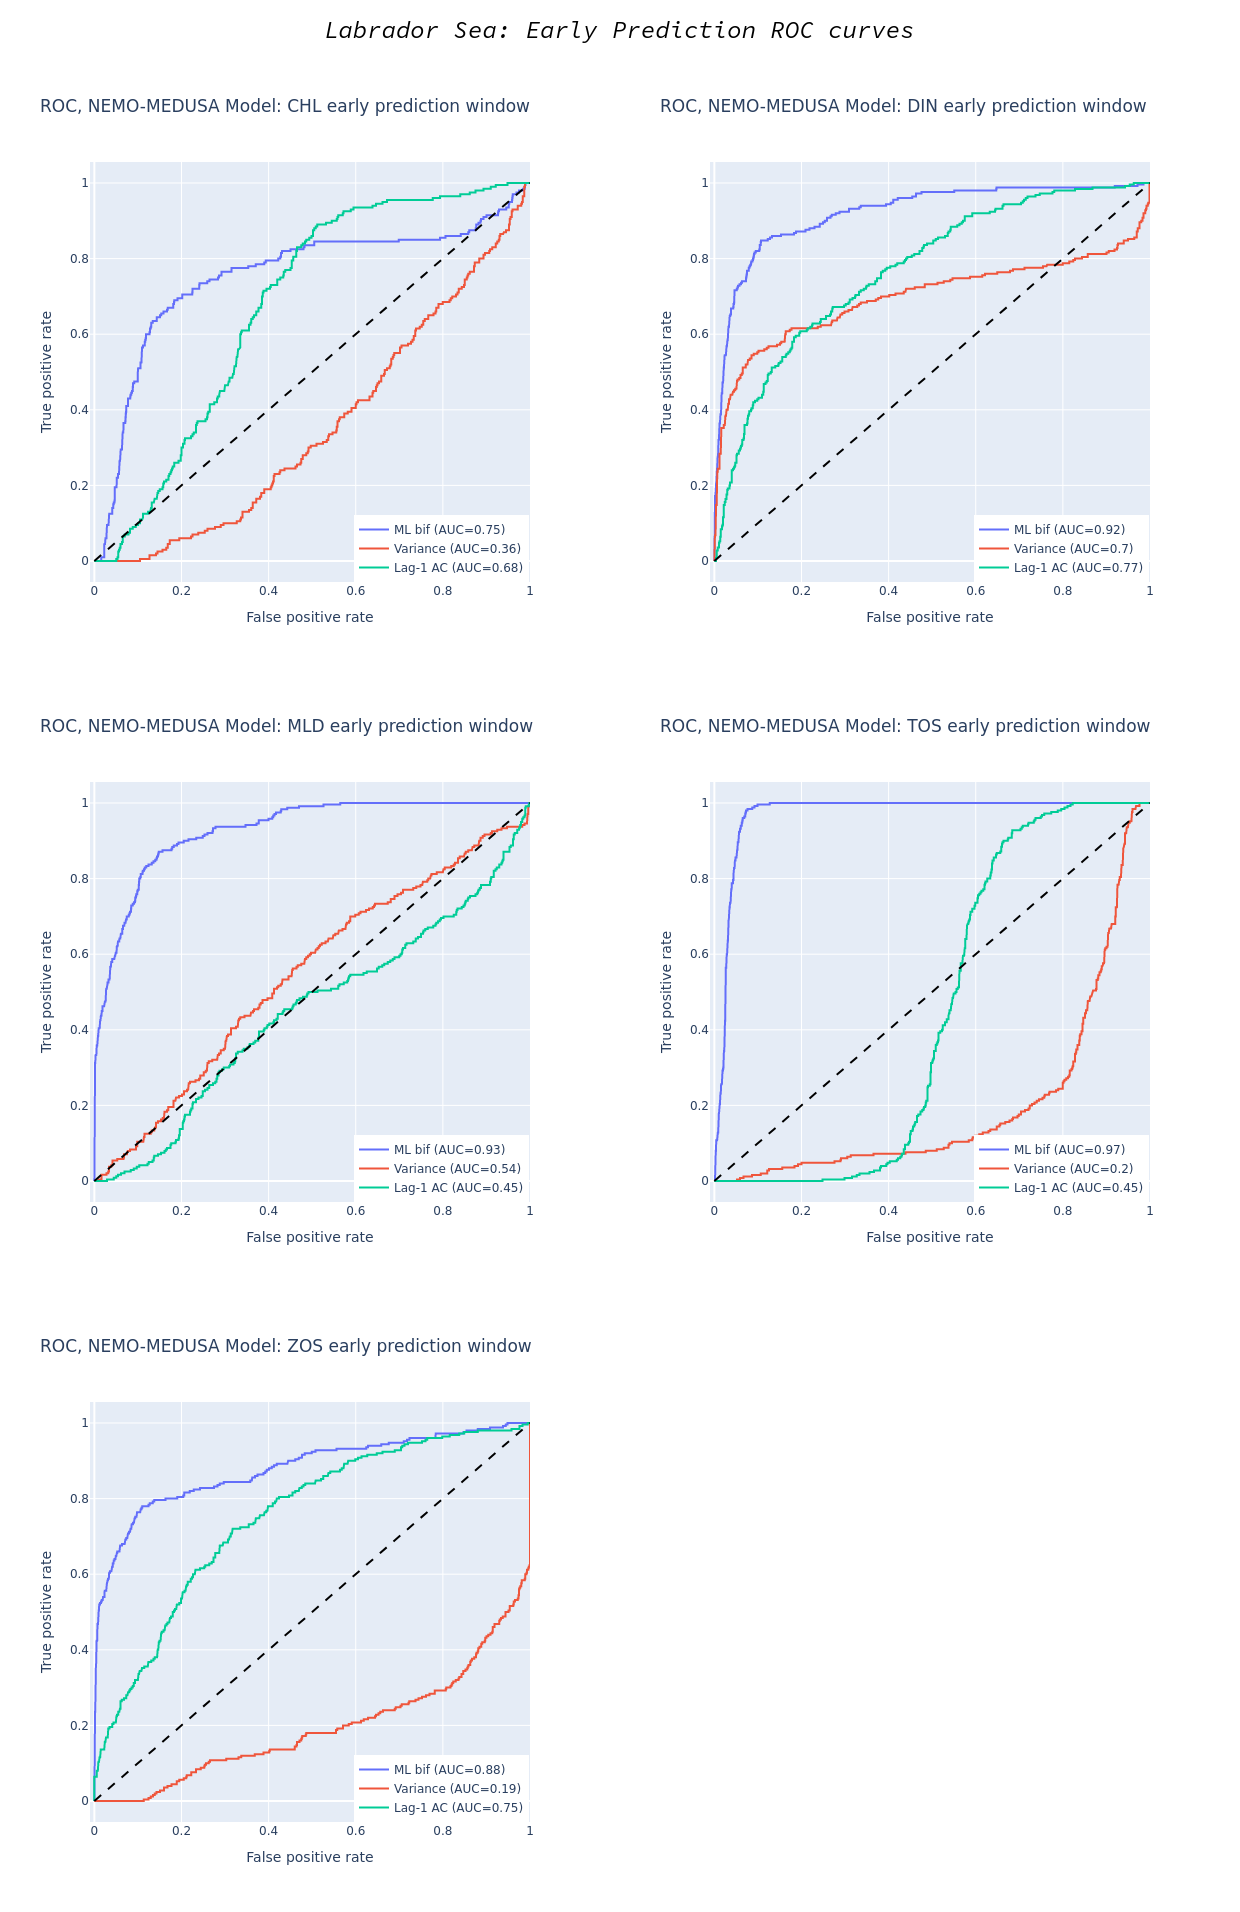 Labrador Sea: Early Prediction ROC curves
ROC, NEMO-MEDUSA Model: CHL early prediction window
1
0.8
0.6
0.4
0.2
0
True positive rate
ML bif (AUC=0.75)
Variance (AUC=0.36)
Lag-1 AC (AUC=0.68)
0 0.2 0.4 0.6 0.8 1
False positive rate
ROC, NEMO-MEDUSA Model: DIN early prediction window
1
0.8
0.6
0.4
0.2
0
True positive rate
ML bif (AUC=0.92)
Variance (AUC=0.7)
Lag-1 AC (AUC=0.77)
0 0.2 0.4 0.6 0.8 1
False positive rate
ROC, NEMO-MEDUSA Model: MLD early prediction window
1
0.8
0.6
0.4
0.2
0
True positive rate
ML bif (AUC=0.93)
Variance (AUC=0.54)
Lag-1 AC (AUC=0.45)
0 0.2 0.4 0.6 0.8 1
False positive rate
ROC, NEMO-MEDUSA Model: TOS early prediction window
1
0.8
0.6
0.4
0.2
0
True positive rate
ML bif (AUC=0.97)
Variance (AUC=0.2)
Lag-1 AC (AUC=0.45)
0 0.2 0.4 0.6 0.8 1
False positive rate
ROC, NEMO-MEDUSA Model: ZOS early prediction window
1
0.8
0.6
0.4
0.2
0
True positive rate
ML bif (AUC=0.88)
Variance (AUC=0.19)
Lag-1 AC (AUC=0.75)
0 0.2 0.4 0.6 0.8 1
False positive rate